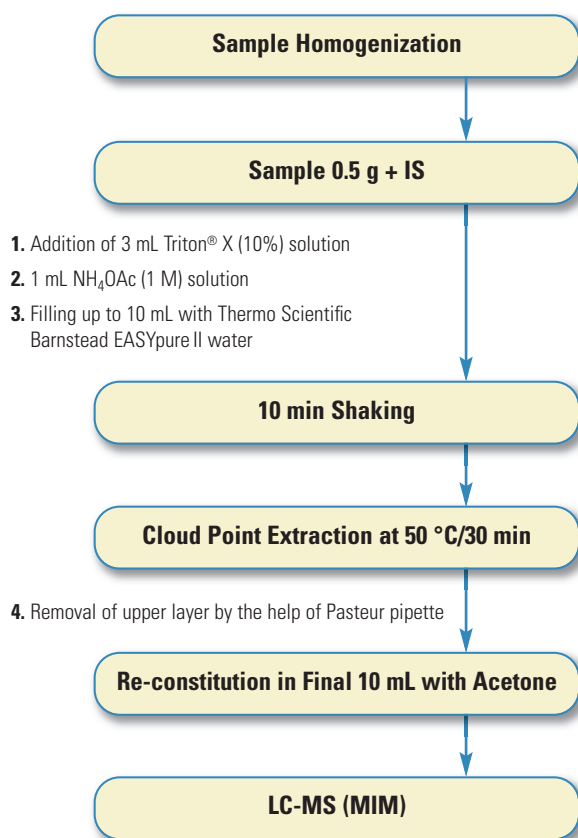 Sample Homogenization
Sample 0.5 g + IS
1. Addition of 3 mL Triton® X (10%) solution
2. 1 mL NH₄OAc (1 M) solution
3. Filling up to 10 mL with Thermo Scientific
Barnstead EASYpure II water
10 min Shaking
Cloud Point Extraction at 50 °C/30 min
4. Removal of upper layer by the help of Pasteur pipette
Re-constitution in Final 10 mL with Acetone
LC-MS (MIM)